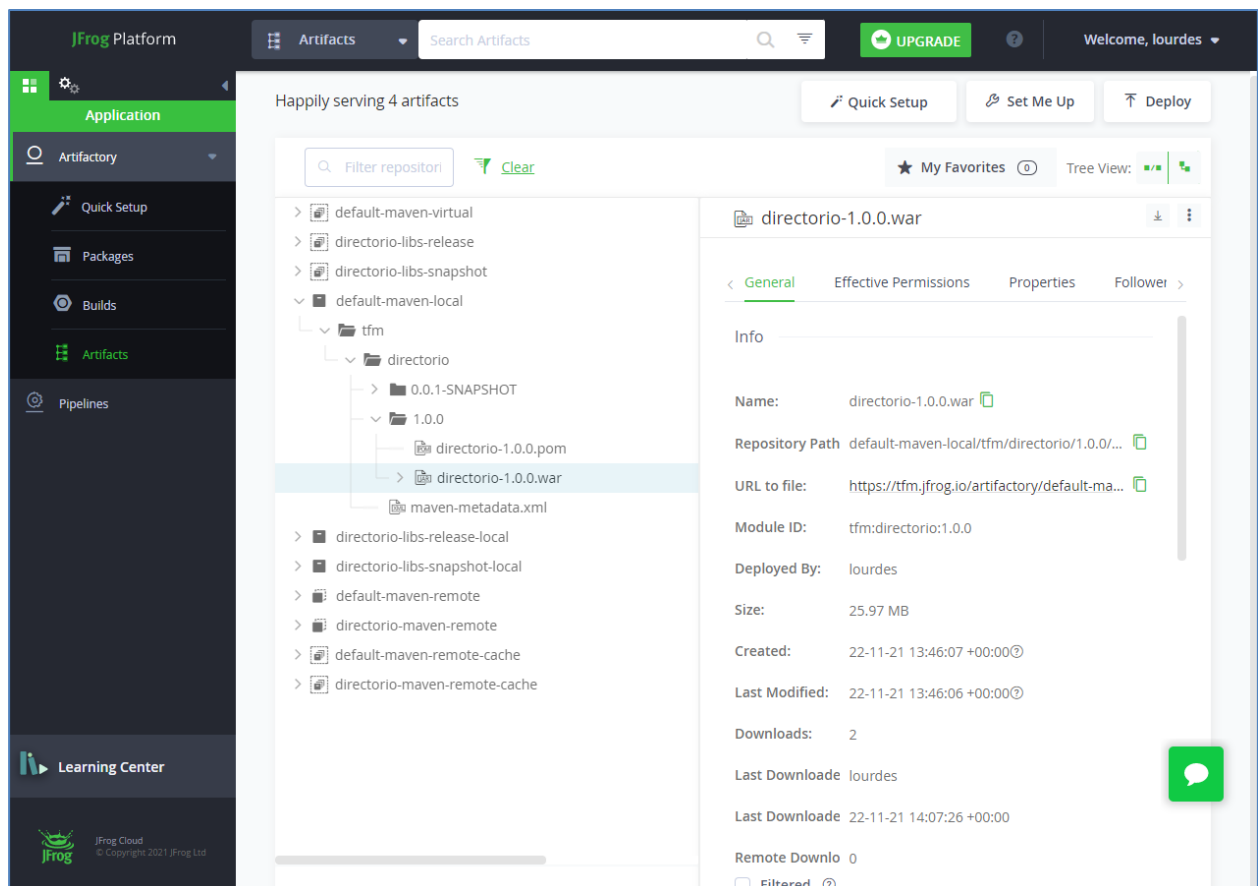 JFrog Platform
Artifacts
Search Artifacts
UPGRADE
?
Welcome, lourdes
Application
Artifactory
Quick Setup
Packages
Builds
Artifacts
Pipelines
Learning Center
JFrog
JFrog Cloud
© Copyright 2021 JFrog Ltd
Happily serving 4 artifacts
Quick Setup
Set Me Up
Deploy
Filter repositori
Clear
My Favorites 0
Tree View:
default-maven-virtual
directorio-libs-release
directorio-libs-snapshot
default-maven-local
tfm
directorio
0.0.1-SNAPSHOT
1.0.0
directorio-1.0.0.pom
directorio-1.0.0.war
maven-metadata.xml
directorio-libs-release-local
directorio-libs-snapshot-local
default-maven-remote
directorio-maven-remote
default-maven-remote-cache
directorio-maven-remote-cache
directorio-1.0.0.war
General Effective Permissions Properties Follower
Info
Name: directorio-1.0.0.war
Repository Path default-maven-local/tfm/directorio/1.0.0/...
URL to file: https://tfm.jfrog.io/artifactory/default-ma...
Module ID: tfm:directorio:1.0.0
Deployed By: lourdes
Size: 25.97 MB
Created: 22-11-21 13:46:07 +00:00?
Last Modified: 22-11-21 13:46:06 +00:00?
Downloads: 2
Last Downloade lourdes
Last Downloade 22-11-21 14:07:26 +00:00
Remote Downlo 0
Filtered ?